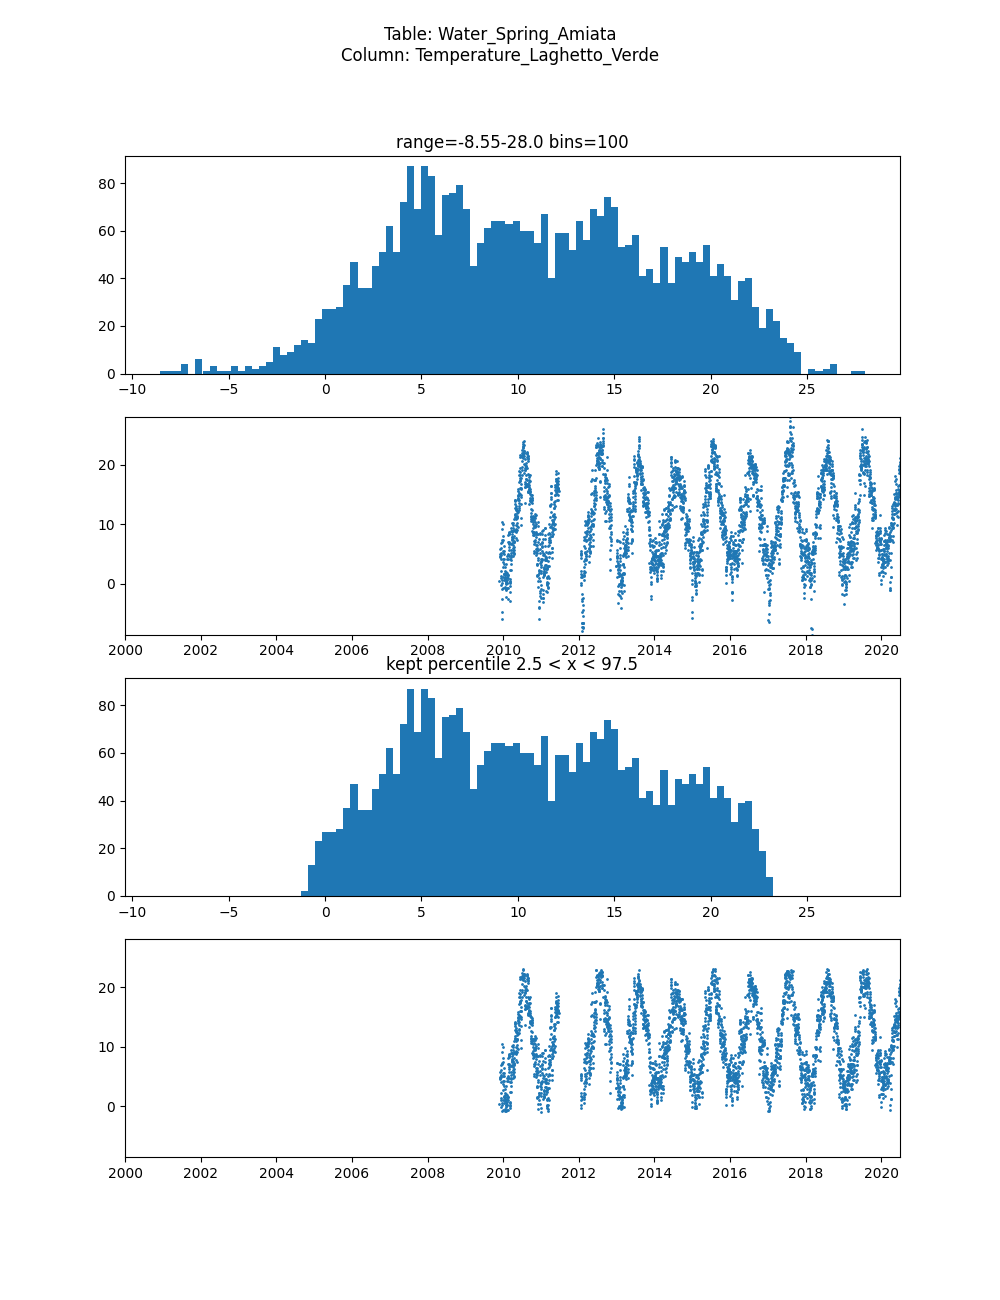 Table: Water_Spring_Amiata
Column: Temperature_Laghetto_Verde
range=-8.55-28.0 bins=100
80
60
40
20
0
−10 −5 0 5 10 15 20 25
20
10
0
2000 2002 2004 2006 2008 2010 2012 2014 2016 2018 2020
kept percentile 2.5 < x < 97.5
80
60
40
20
0
−10 −5 0 5 10 15 20 25
20
10
0
2000 2002 2004 2006 2008 2010 2012 2014 2016 2018 2020